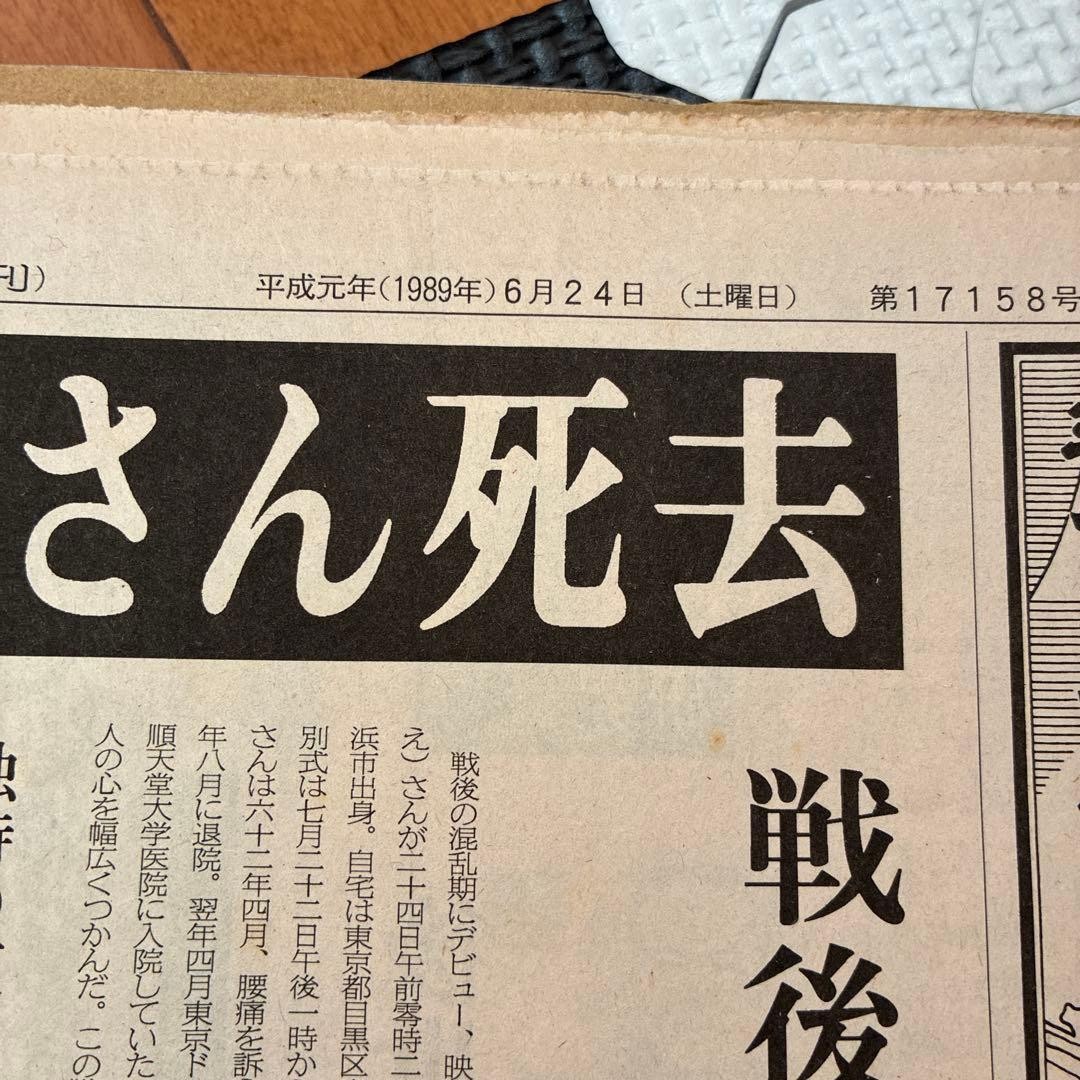 刊）
平成元年（1989年）6月24日　（土曜日）
第17158号
さん死去
戦後
戦後の混乱期にデビュー、映
え）さんが二十四日午前零時二
浜市出身。自宅は東京都目黒区
別式は七月二十二日午後一時か
さんは六十二年四月、腰痛を訴
年八月に退院。翌年四月東京ド
順天堂大学医院に入院していた
人の心を幅広くつかんだ。この